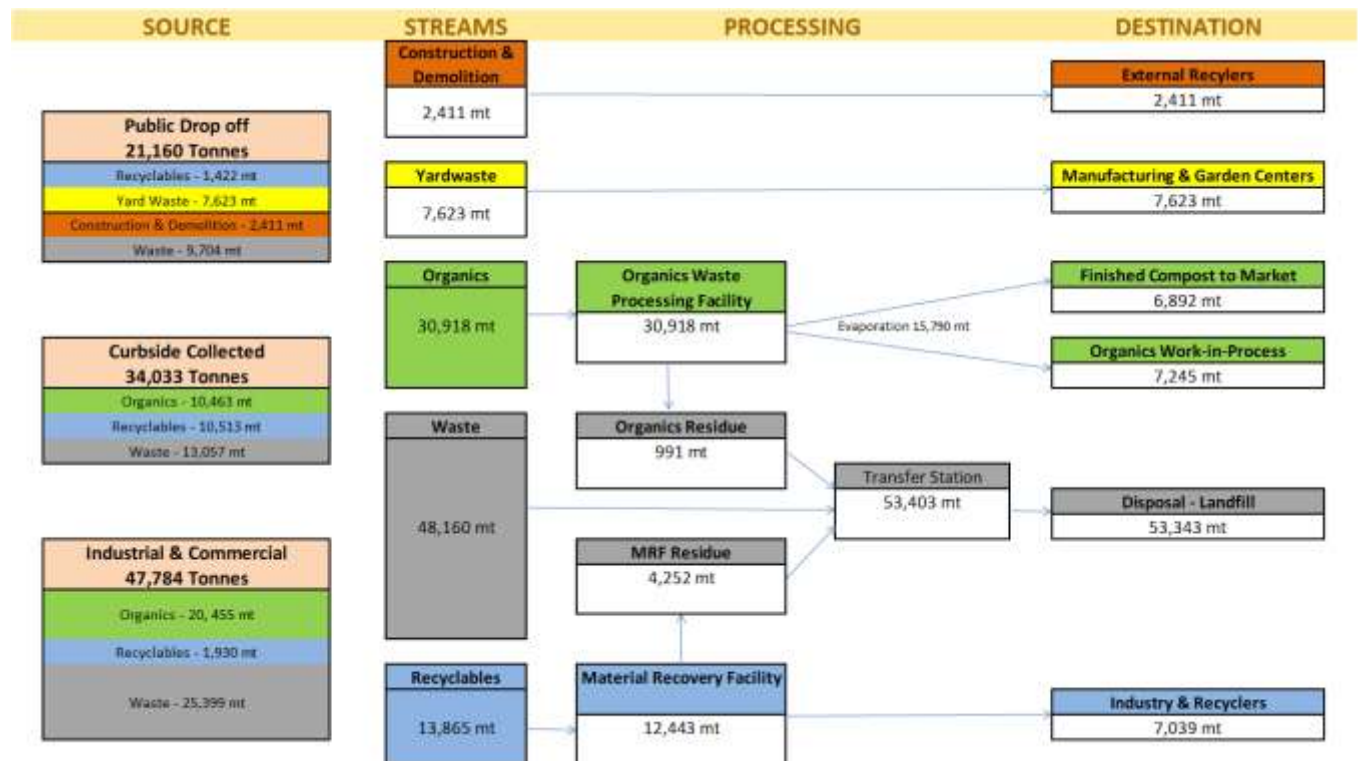 SOURCE
STREAMS
PROCESSING
DESTINATION
Public Drop off
21,160 Tonnes
Recyclables - 1,422 mt
Yard Waste - 7,623 mt
Construction & Demolition - 2,411 mt
Waste - 9,704 mt
Curbside Collected
34,033 Tonnes
Organics - 10,463 mt
Recyclables - 10,513 mt
Waste - 13,057 mt
Industrial & Commercial
47,784 Tonnes
Organics - 20, 455 mt
Recyclables - 1,930 mt
Waste - 25,399 mt
Construction &
Demolition
2,411 mt
Yardwaste
7,623 mt
Organics
30,918 mt
Waste
48,160 mt
Recyclables
13,865 mt
Organics Waste
Processing Facility
30,918 mt
Evaporation 15,790 mt
Organics Residue
991 mt
Transfer Station
53,403 mt
MRF Residue
4,252 mt
Material Recovery Facility
12,443 mt
External Recylers
2,411 mt
Manufacturing & Garden Centers
7,623 mt
Finished Compost to Market
6,892 mt
Organics Work-in-Process
7,245 mt
Disposal - Landfill
53,343 mt
Industry & Recyclers
7,039 mt